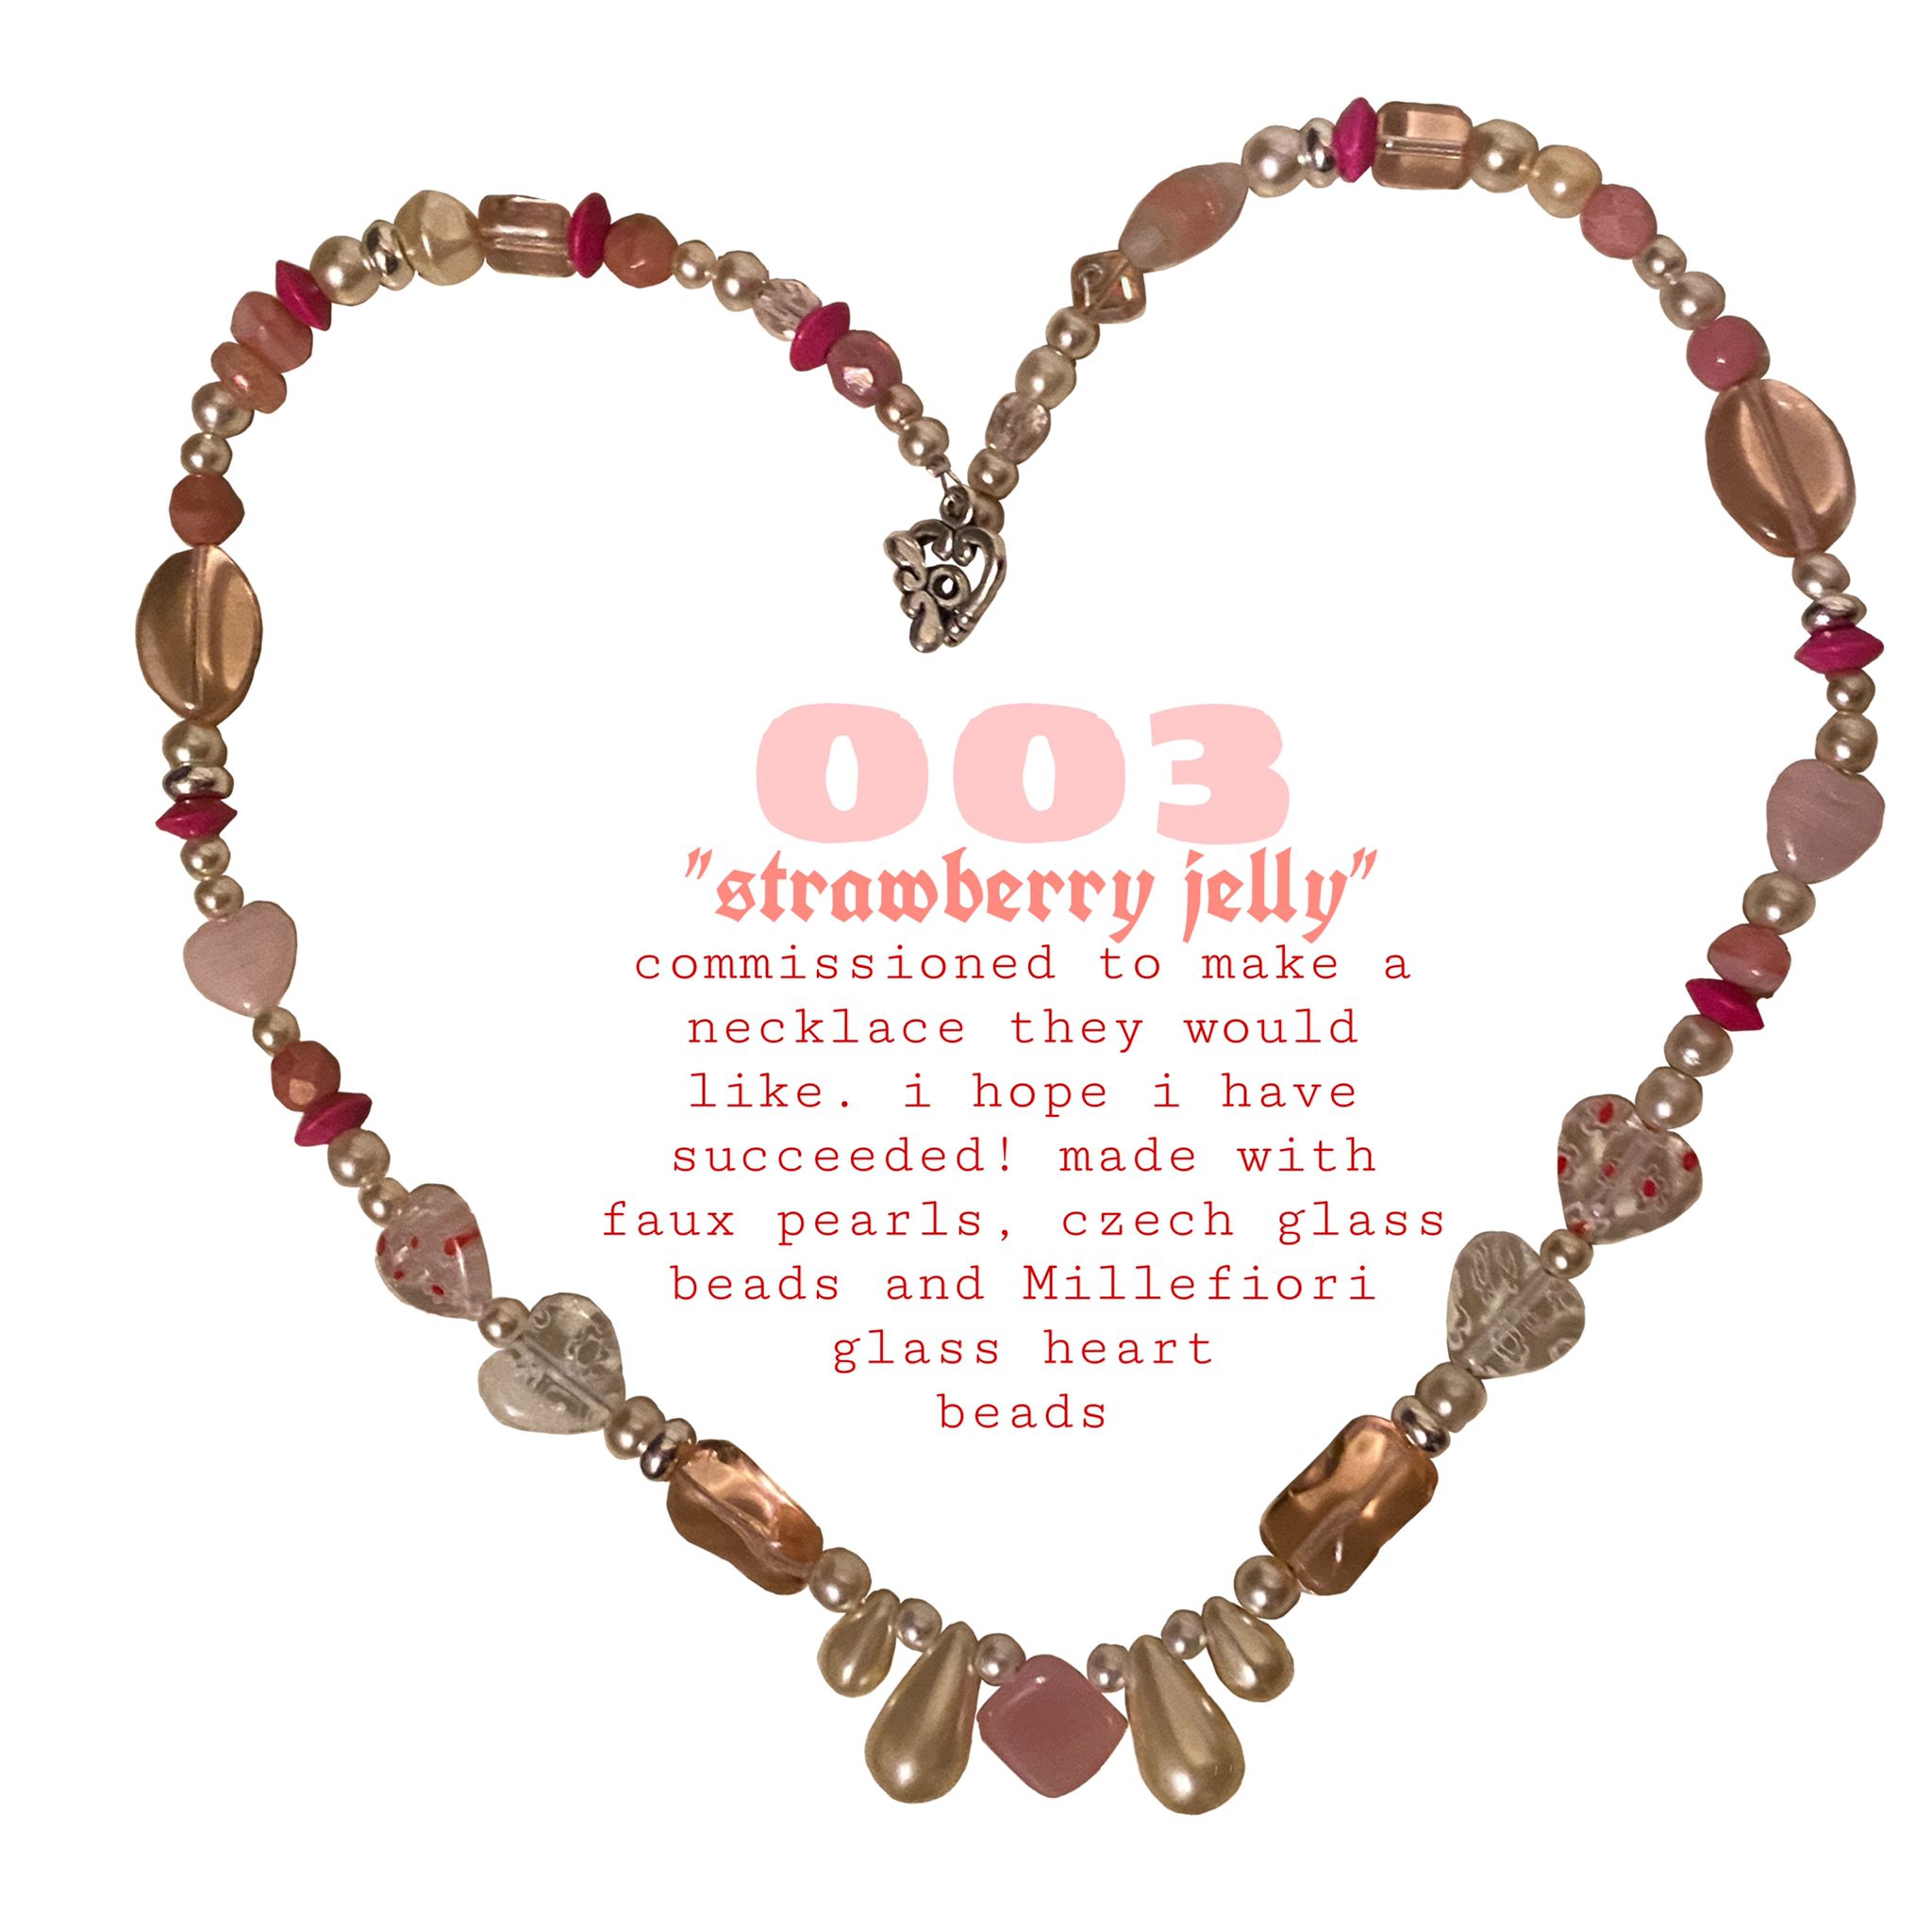 003
"strawberry jelly"
commissioned to make a
necklace they would
like. i hope i have
succeeded! made with
faux pearls, czech glass
beads and Millefiori
glass heart
beads